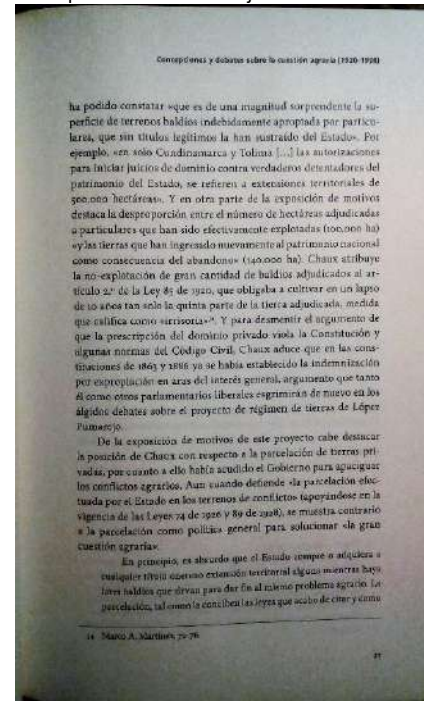 Concepciones y debates sobre la cuestión agraria (1920-1938)
ha podido constatar «que es de una magnitud sorprendente la su-
perficie de terrenos baldíos indebidamente apropiada por particu-
lares, que sin títulos legítimos la han sustraído del Estado». Por
ejemplo, «en solo Cundinamarca y Tolima [...] las autorizaciones
para iniciar juicios de dominio contra verdaderos detentadores del
patrimonio del Estado, se refieren a extensiones territoriales de
500.000 hectáreas». Y en otra parte de la exposición de motivos
destaca la desproporción entre el número de hectáreas adjudicadas
a particulares que han sido efectivamente explotadas (100.000 ha)
«y las tierras que han ingresado nuevamente al patrimonio nacional
como consecuencia del abandono» (140.000 ha). Chaux atribuye
la no-explotación de gran cantidad de baldíos adjudicados al ar-
tículo 2.º de la Ley 85 de 1920, que obligaba a cultivar en un lapso
de 10 años tan solo la quinta parte de la tierra adjudicada, medida
que califica como «irrisoria»¹⁴. Y para desmentir el argumento de
que la prescripción del dominio privado viola la Constitución y
algunas normas del Código Civil, Chaux aduce que en las cons-
tituciones de 1863 y 1886 ya se había establecido la indemnización
por expropiación en aras del interés general, argumento que tanto
él como otros parlamentarios liberales esgrimirán de nuevo en los
álgidos debates sobre el proyecto de régimen de tierras de López
Pumarejo.
De la exposición de motivos de este proyecto cabe destacar
la posición de Chaux con respecto a la parcelación de tierras pri-
vadas, por cuanto a ello había acudido el Gobierno para apaciguar
los conflictos agrarios. Aun cuando defiende «la parcelación efec-
tuada por el Estado en los terrenos de conflicto» (apoyándose en la
vigencia de las Leyes 74 de 1926 y 89 de 1928), se muestra contrario
a la parcelación como política general para solucionar «la gran
cuestión agraria»:
En principio, es absurdo que el Estado compre o adquiera a
cualquier título oneroso extensión territorial alguna mientras haya
lotes baldíos que sirvan para dar fin al mismo problema agrario. La
parcelación, tal como la conciben las leyes que acabo de citar y como
14 Marco A. Martínez, 70-76.